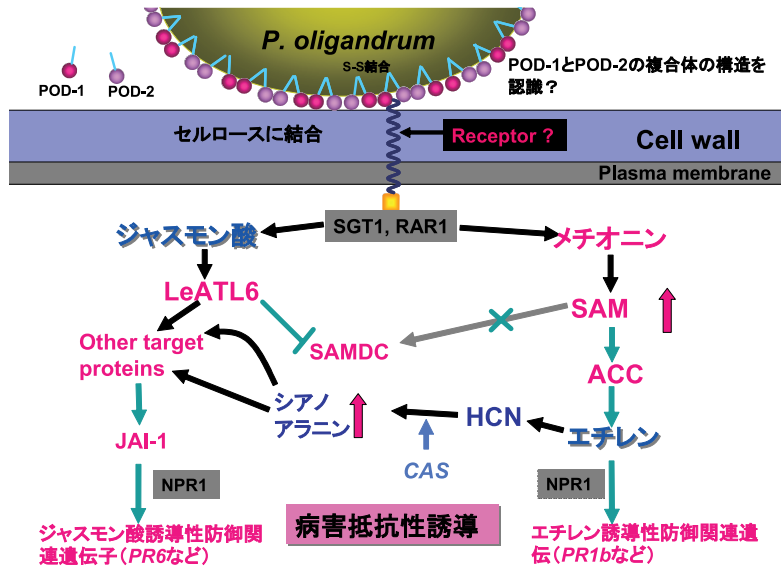 P. oligandrum
S-S結合
POD-1
POD-2
POD-1とPOD-2の複合体の構造を
認識？
セルロースに結合
Receptor ?
Cell wall
Plasma membrane
SGT1, RAR1
ジャスモン酸
メチオニン
LeATL6
SAM
SAMDC
Other target
proteins
ACC
シアノ
アラニン
HCN
エチレン
CAS
JAI-1
NPR1
NPR1
病害抵抗性誘導
ジャスモン酸誘導性防御関
連遺伝子（PR6など）
エチレン誘導性防御関連遺
伝（PR1bなど）